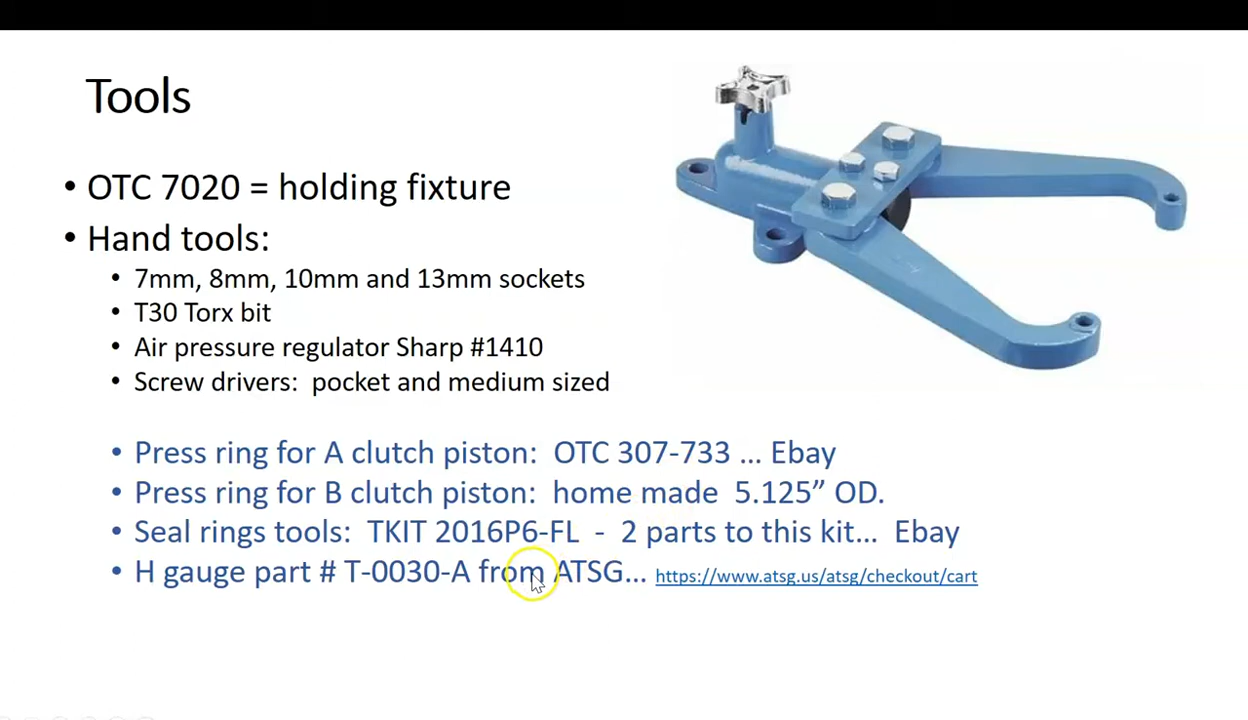 Tools
• OTC 7020 = holding fixture
• Hand tools:
• 7mm, 8mm, 10mm and 13mm sockets
• T30 Torx bit
• Air pressure regulator Sharp #1410
• Screw drivers:  pocket and medium sized
• Press ring for A clutch piston:  OTC 307-733 ... Ebay
• Press ring for B clutch piston:  home made  5.125” OD.
• Seal rings tools:  TKIT 2016P6-FL  -  2 parts to this kit...  Ebay
• H gauge part # T-0030-A from ATSG... https://www.atsg.us/atsg/checkout/cart